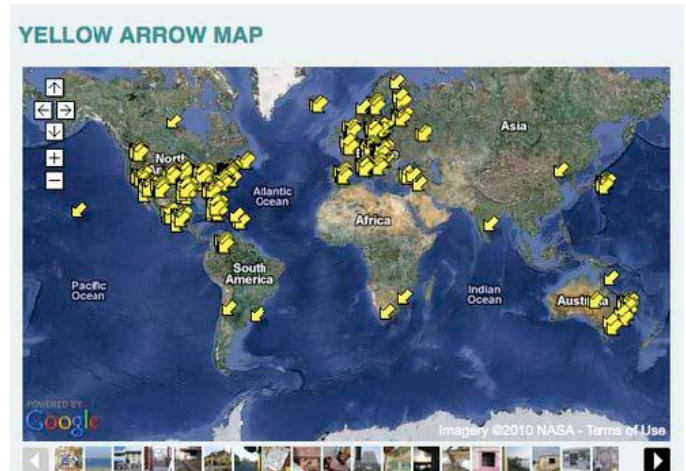 YELLOW ARROW MAP
Asia
North
Atlantic
Ocean
Africa
South
America
Pacific
Ocean
Indian
Ocean
POWERED BY
Google
Imagery ©2010 NASA - Terms of Use